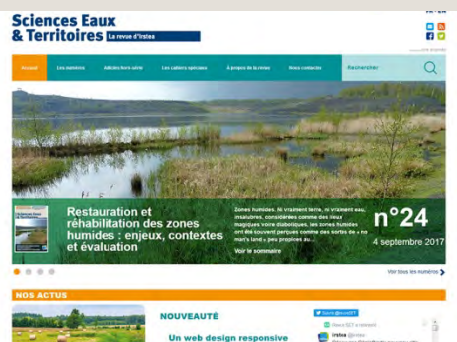 Sciences Eaux
& Territoires La revue d'Irstea
Accueil Les numéros Articles hors-série Les cahiers spéciaux À propos de la revue Nous contacter Rechercher
Restauration et
réhabilitation des zones
humides : enjeux, contextes
et évaluation
Zones humides. Ni vraiment terre, ni vraiment eau,
insalubres, considérées comme des lieux
magiques voire diaboliques, les zones humides
ont été souvent perçues comme des sortes de « no
man's land » peu propices au...
Voir le sommaire
n°24
4 septembre 2017
Voir tous les numéros
NOS ACTUS
NOUVEAUTÉ
Un web design responsive